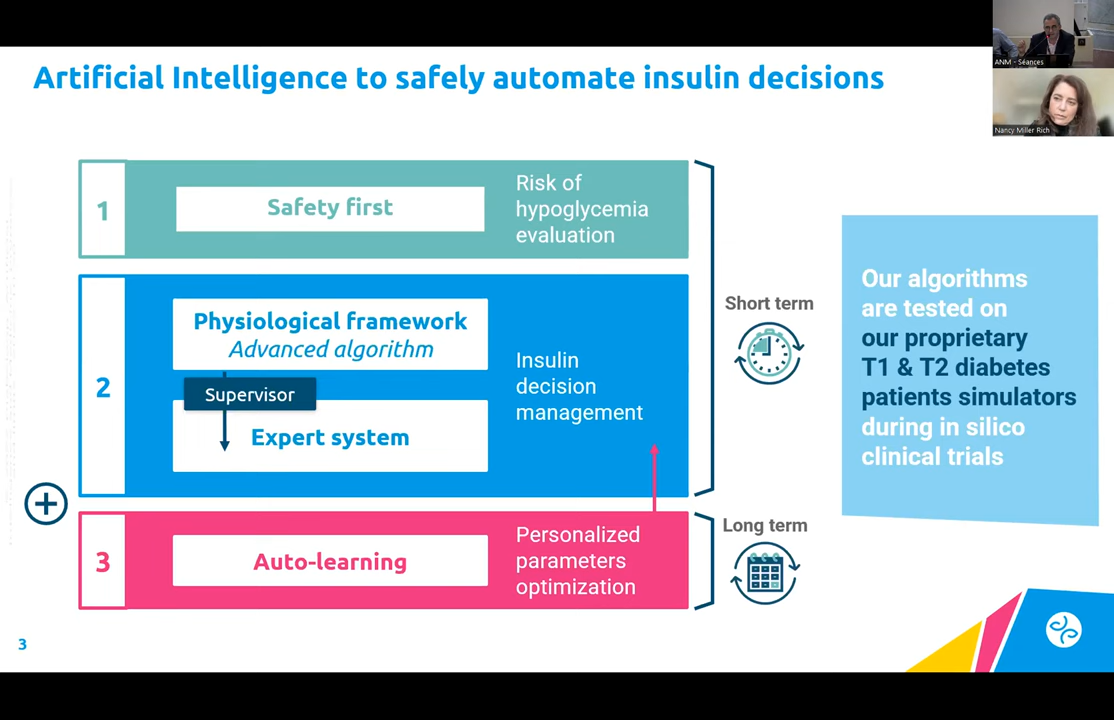 Artificial Intelligence to safely automate insulin decisions
ANM - Séances
Nancy Miller Rich
1
Safety first
Risk of
hypoglycemia
evaluation
2
Physiological framework
Advanced algorithm
Supervisor
Expert system
Insulin
decision
management
3
Auto-learning
Personalized
parameters
optimization
Short term
Long term
Our algorithms
are tested on
our proprietary
T1 & T2 diabetes
patients simulators
during in silico
clinical trials
3